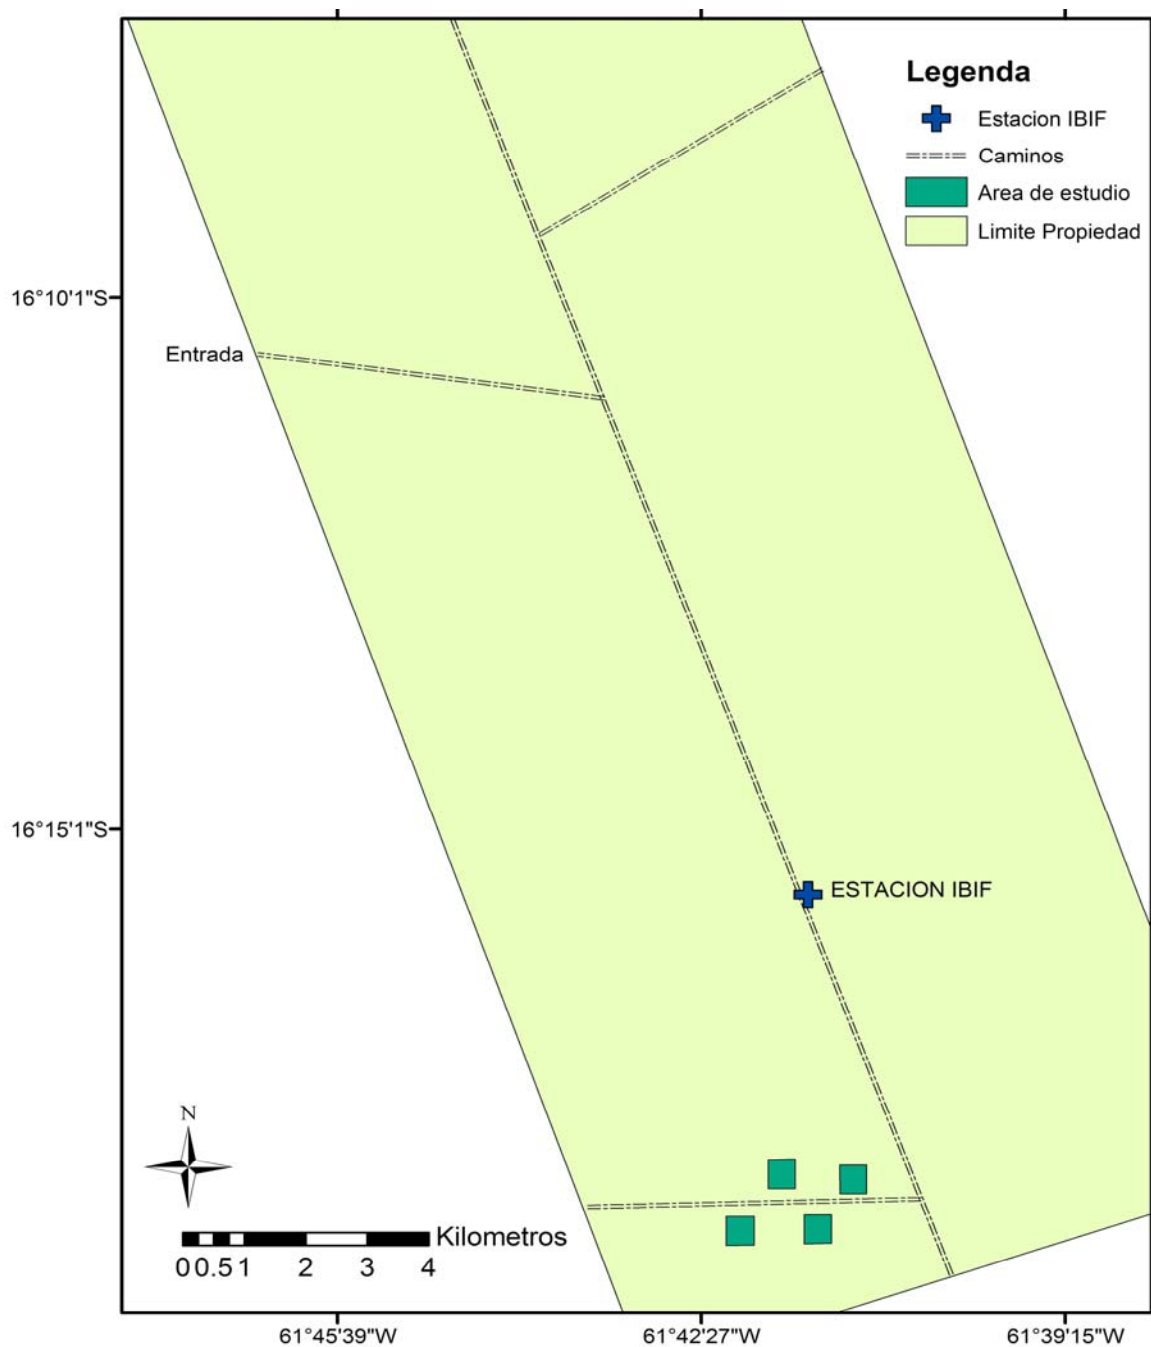 Legenda
Estacion IBIF
Caminos
Area de estudio
Limite Propiedad
16°10'1"S
Entrada
16°15'1"S
ESTACION IBIF
N
Kilometros
0 0.5 1 2 3 4
61°45'39"W 61°42'27"W 61°39'15"W